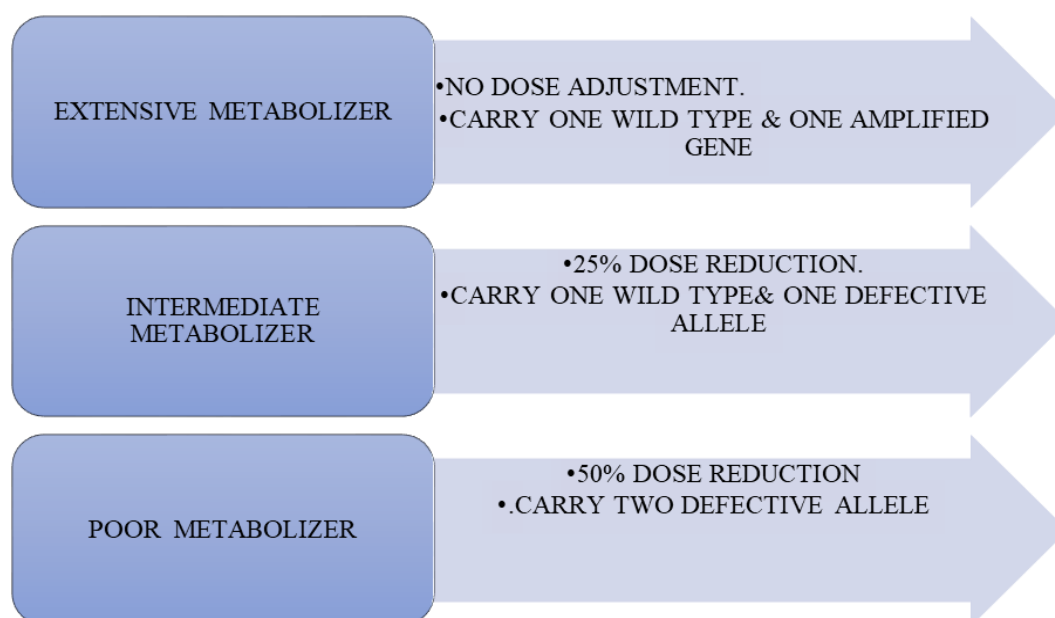 EXTENSIVE METABOLIZER
•NO DOSE ADJUSTMENT.
•CARRY ONE WILD TYPE & ONE AMPLIFIED
GENE
INTERMEDIATE
METABOLIZER
•25% DOSE REDUCTION.
•CARRY ONE WILD TYPE& ONE DEFECTIVE
ALLELE
POOR METABOLIZER
•50% DOSE REDUCTION
•.CARRY TWO DEFECTIVE ALLELE